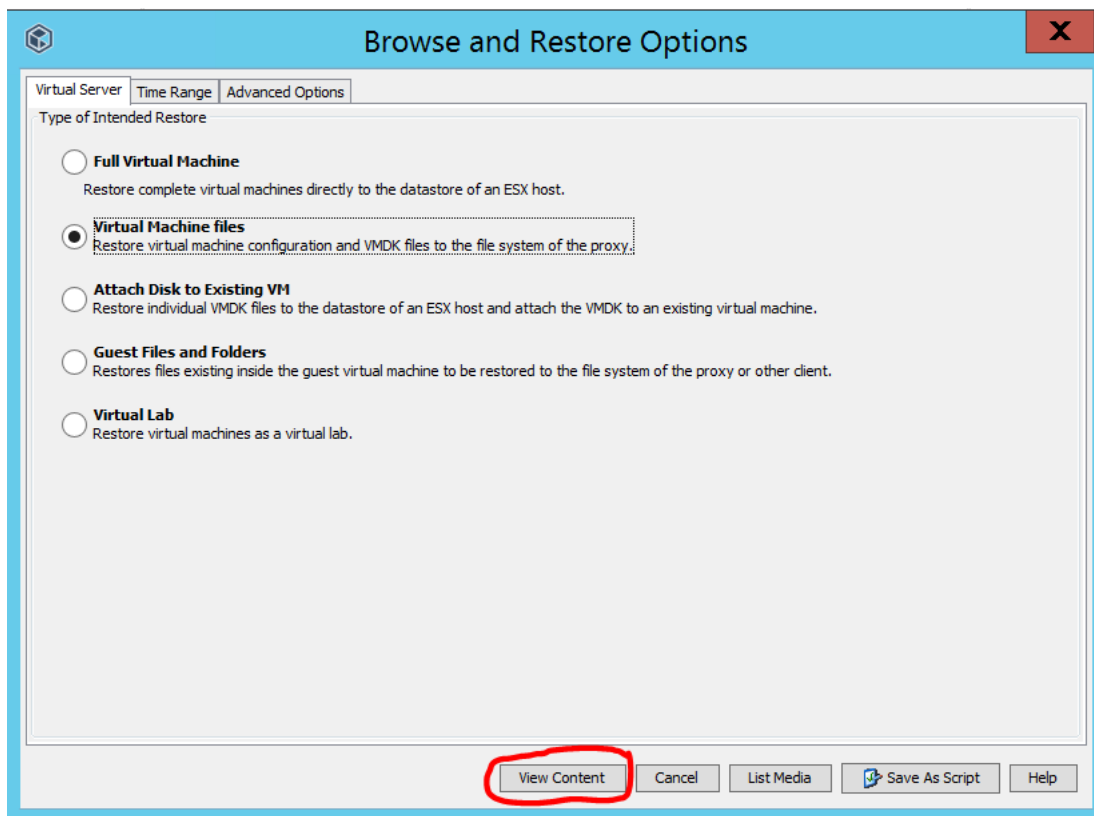 Browse and Restore Options
X
Virtual Server Time Range Advanced Options
Type of Intended Restore
Full Virtual Machine
Restore complete virtual machines directly to the datastore of an ESX host.
Virtual Machine files
Restore virtual machine configuration and VMDK files to the file system of the proxy.
Attach Disk to Existing VM
Restore individual VMDK files to the datastore of an ESX host and attach the VMDK to an existing virtual machine.
Guest Files and Folders
Restores files existing inside the guest virtual machine to be restored to the file system of the proxy or other client.
Virtual Lab
Restore virtual machines as a virtual lab.
View Content Cancel List Media Save As Script Help